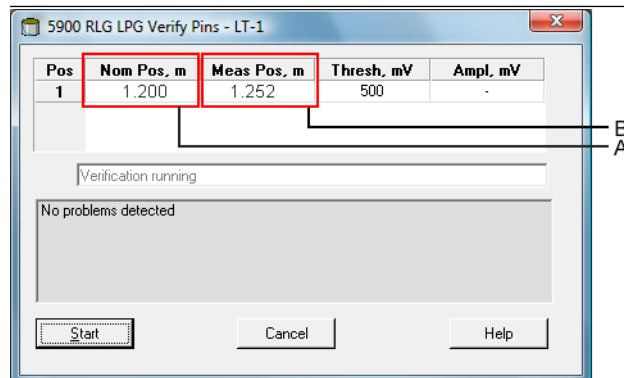 5900 RLG LPG Verify Pins - LT-1
Pos Nom Pos, m Meas Pos, m Thresh, mV Ampl, mV
1 1.200 1.252 500 -
B
A
Verification running
No problems detected
Start Cancel Help